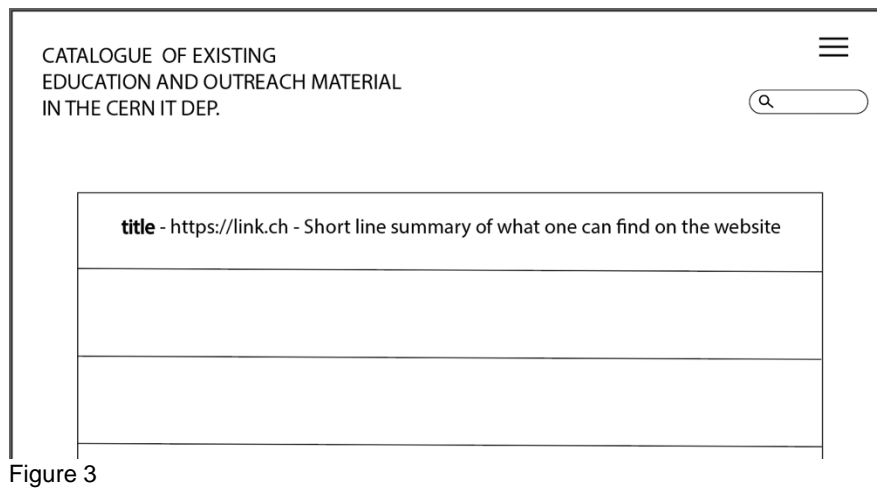 CATALOGUE OF EXISTING
EDUCATION AND OUTREACH MATERIAL
IN THE CERN IT DEP.
title - https://link.ch - Short line summary of what one can find on the website
Figure 3